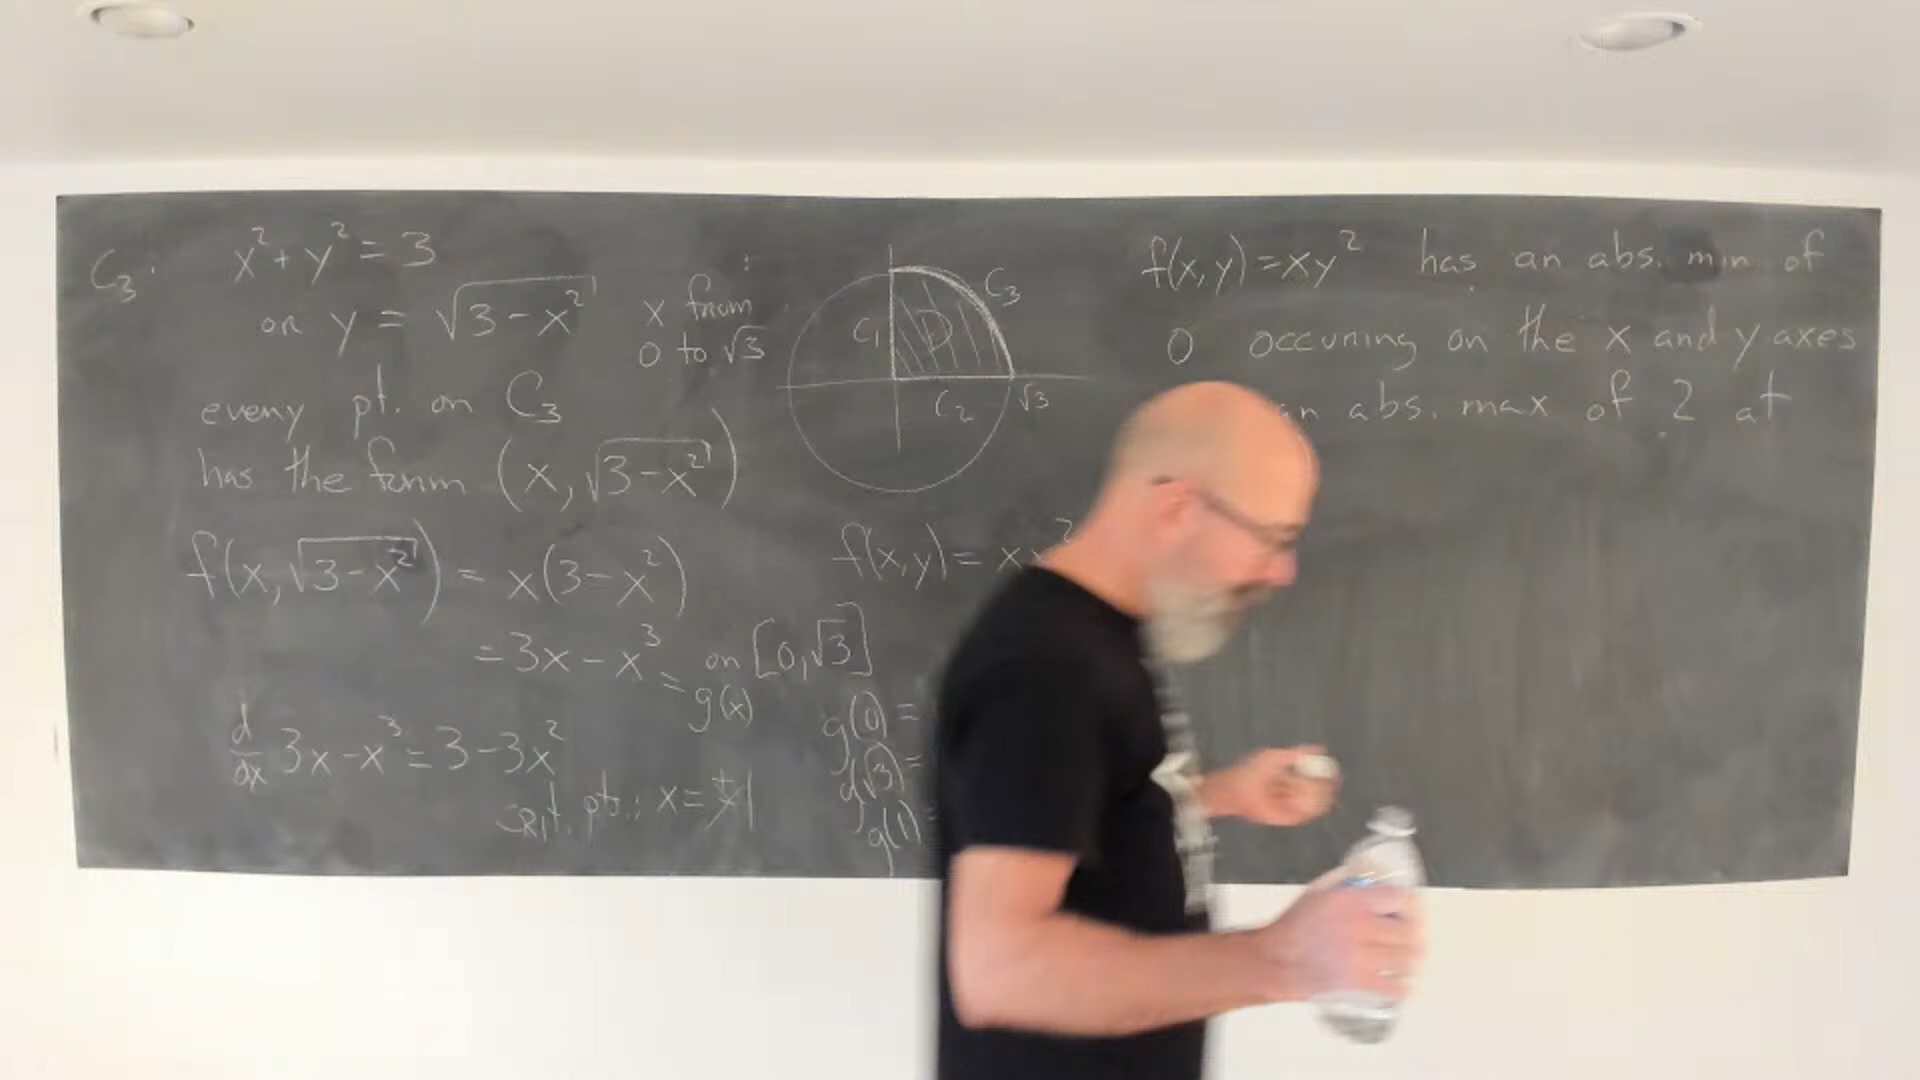 C₃: x² + y² = 3
or y = √(3 - x²)
x from
0 to √3
every pt. on C₃
has the form (x, √(3 - x²))
f(x, √(3 - x²)) = x(3 - x²)
= 3x - x³ = g(x) on [0, √3]
d/dx 3x - x³ = 3 - 3x²
crit. pts.: x = ±1
C₁
D
C₃
C₂
√3
f(x,y) =
g(0) =
g(√3) =
g(1) =
f(x,y) = xy² has an abs. min of
0 occuring on the x and y axes
an abs. max of 2 at